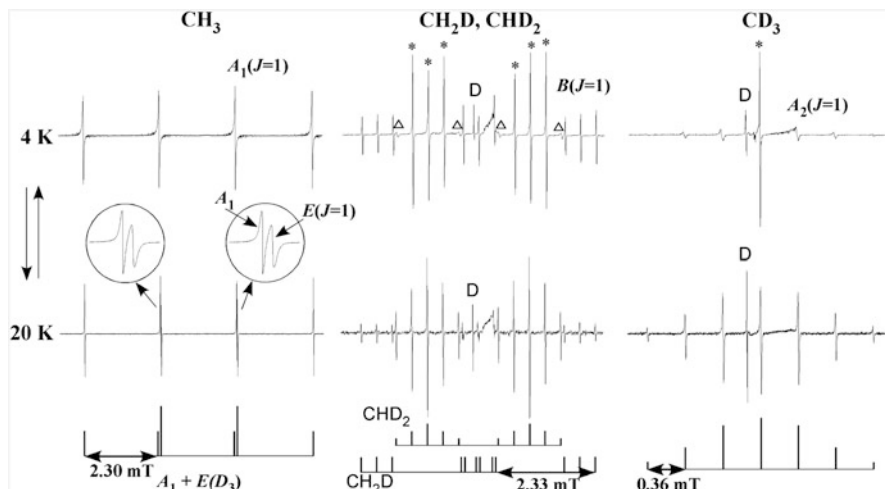 CH₃ CH₂D, CHD₂ CD₃
* * * * * * *
A₁(J=1) D B(J=1) D A₂(J=1)
△ △ △ △
4 K
A₁ E(J=1)
D D
20 K
CHD₂
2.30 mT CH₂D 2.33 mT 0.36 mT
A₁ + E(D₃)